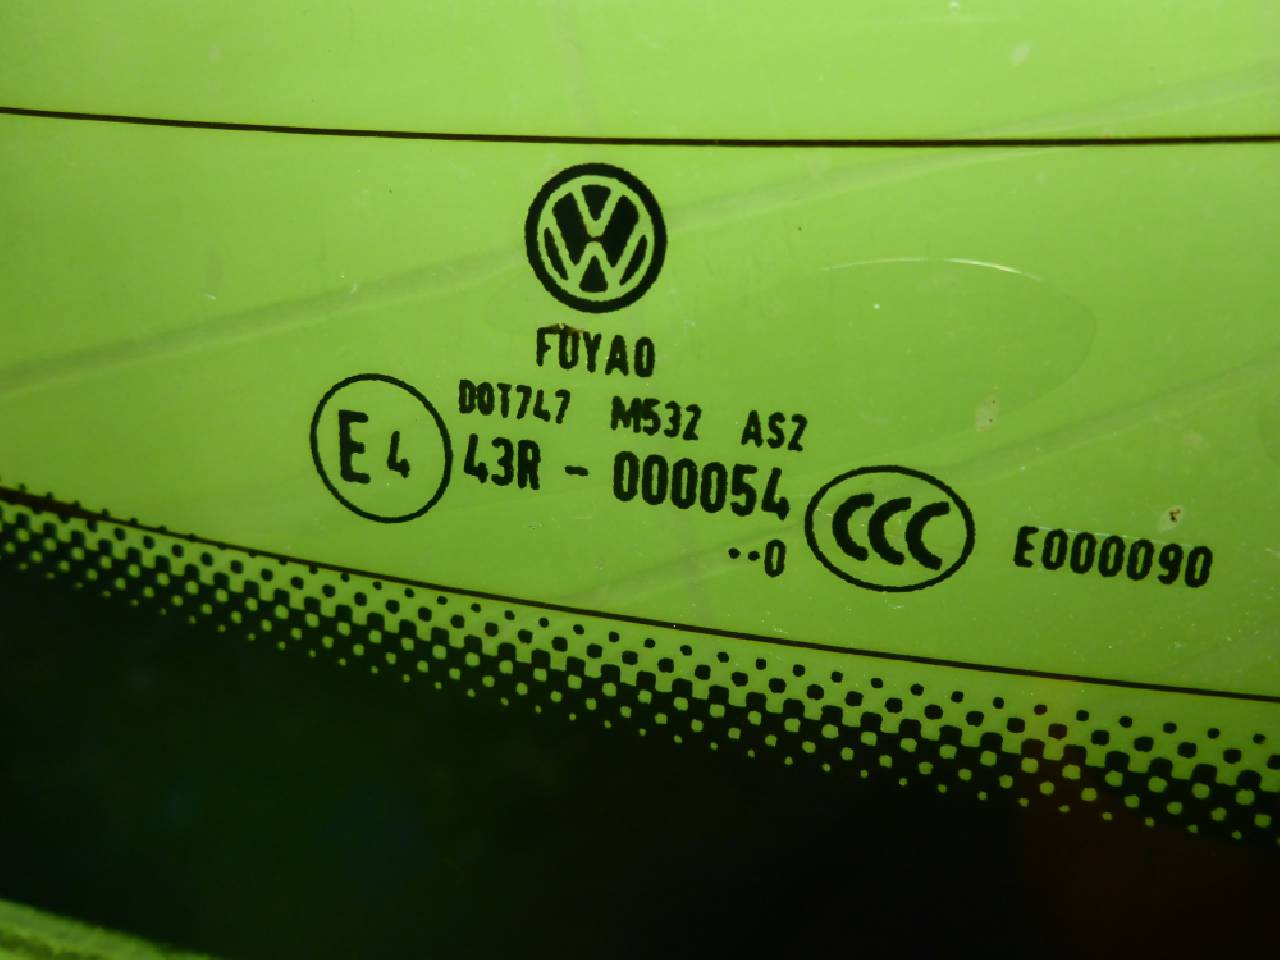 FUYAO
DOT747 M532 AS2
E4 43R - 000054
··0 CCC E000090